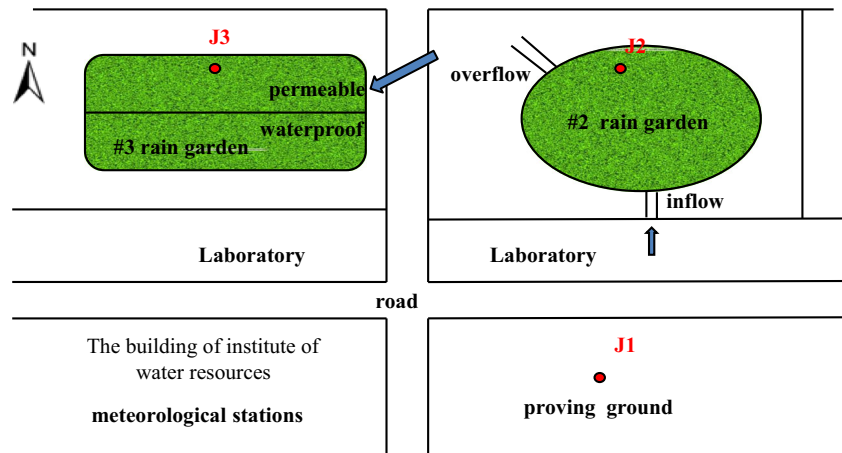 J3
J2
N
overflow
permeable
waterproof
#2 rain garden
#3 rain garden
inflow
Laboratory
Laboratory
road
The building of institute of
water resources
J1
meteorological stations
proving ground